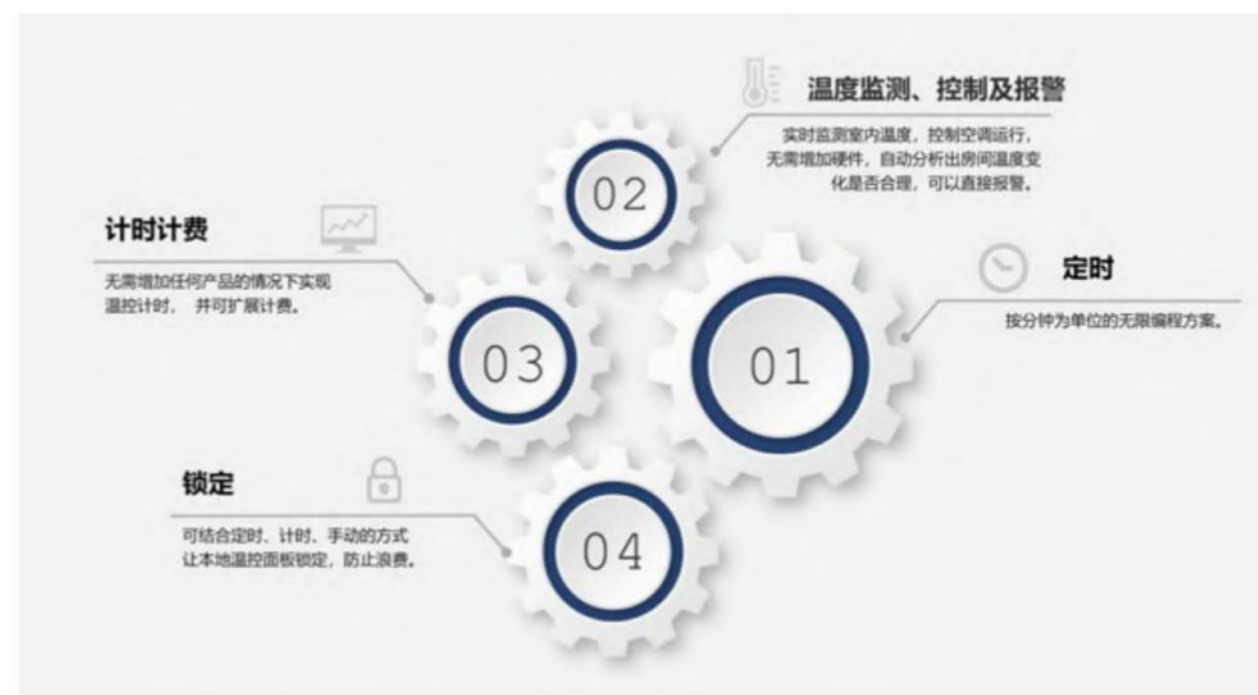 温度监测、控制及报警
实时监测室内温度，控制空调运行，
无需增加硬件，自动分析出房间温度变
化是否合理，可以直接报警。
02
计时计费
无需增加任何产品的情况下实现
温控计时， 并可扩展计费。
03
定时
按分钟为单位的无限编程方案。
01
锁定
可结合定时、计时、手动的方式
让本地温控面板锁定，防止浪费。
04